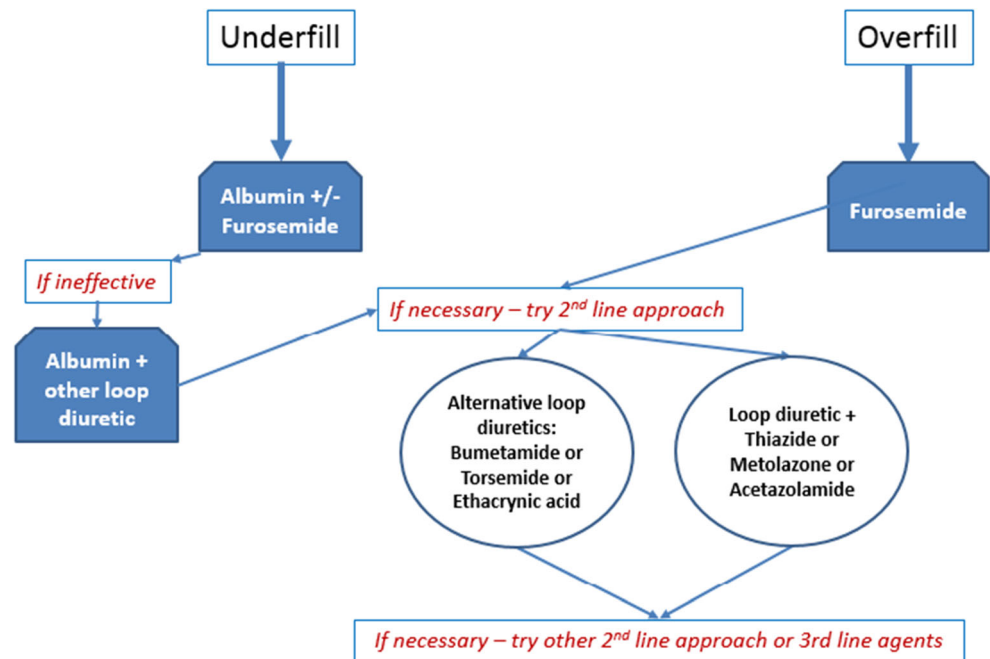 Underfill
Overfill
Albumin +/-
Furosemide
Furosemide
If ineffective
If necessary – try 2nd line approach
Albumin +
other loop
diuretic
Alternative loop
diuretics:
Bumetamide or
Torsemide or
Ethacrynic acid
Loop diuretic +
Thiazide or
Metolazone or
Acetazolamide
If necessary – try other 2nd line approach or 3rd line agents